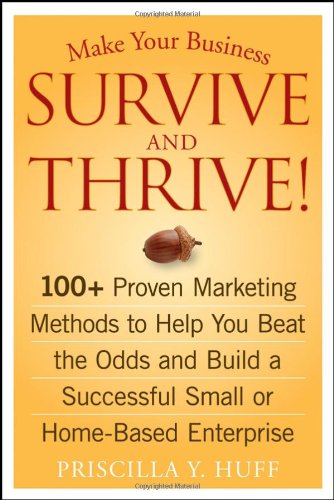 Make Your Business
SURVIVE
AND
THRIVE!
100+ Proven Marketing
Methods to Help You Beat
the Odds and Build a
Successful Small or
Home-Based Enterprise
PRISCILLA Y. HUFF